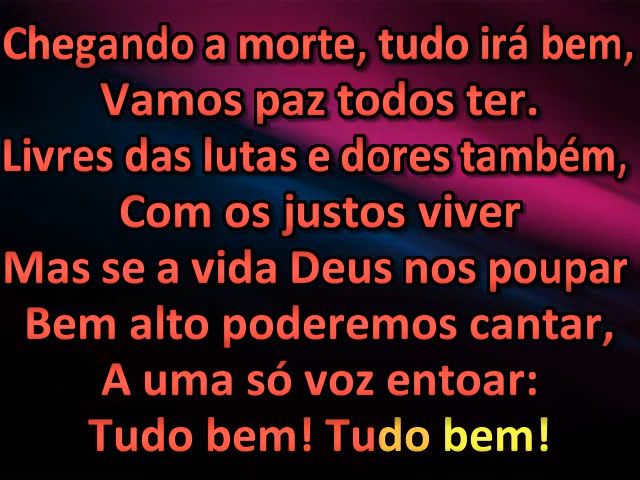 Chegando a morte, tudo irá bem,
Vamos paz todos ter.
Livres das lutas e dores também,
Com os justos viver
Mas se a vida Deus nos poupar
Bem alto poderemos cantar,
A uma só voz entoar:
Tudo bem! Tudo bem!